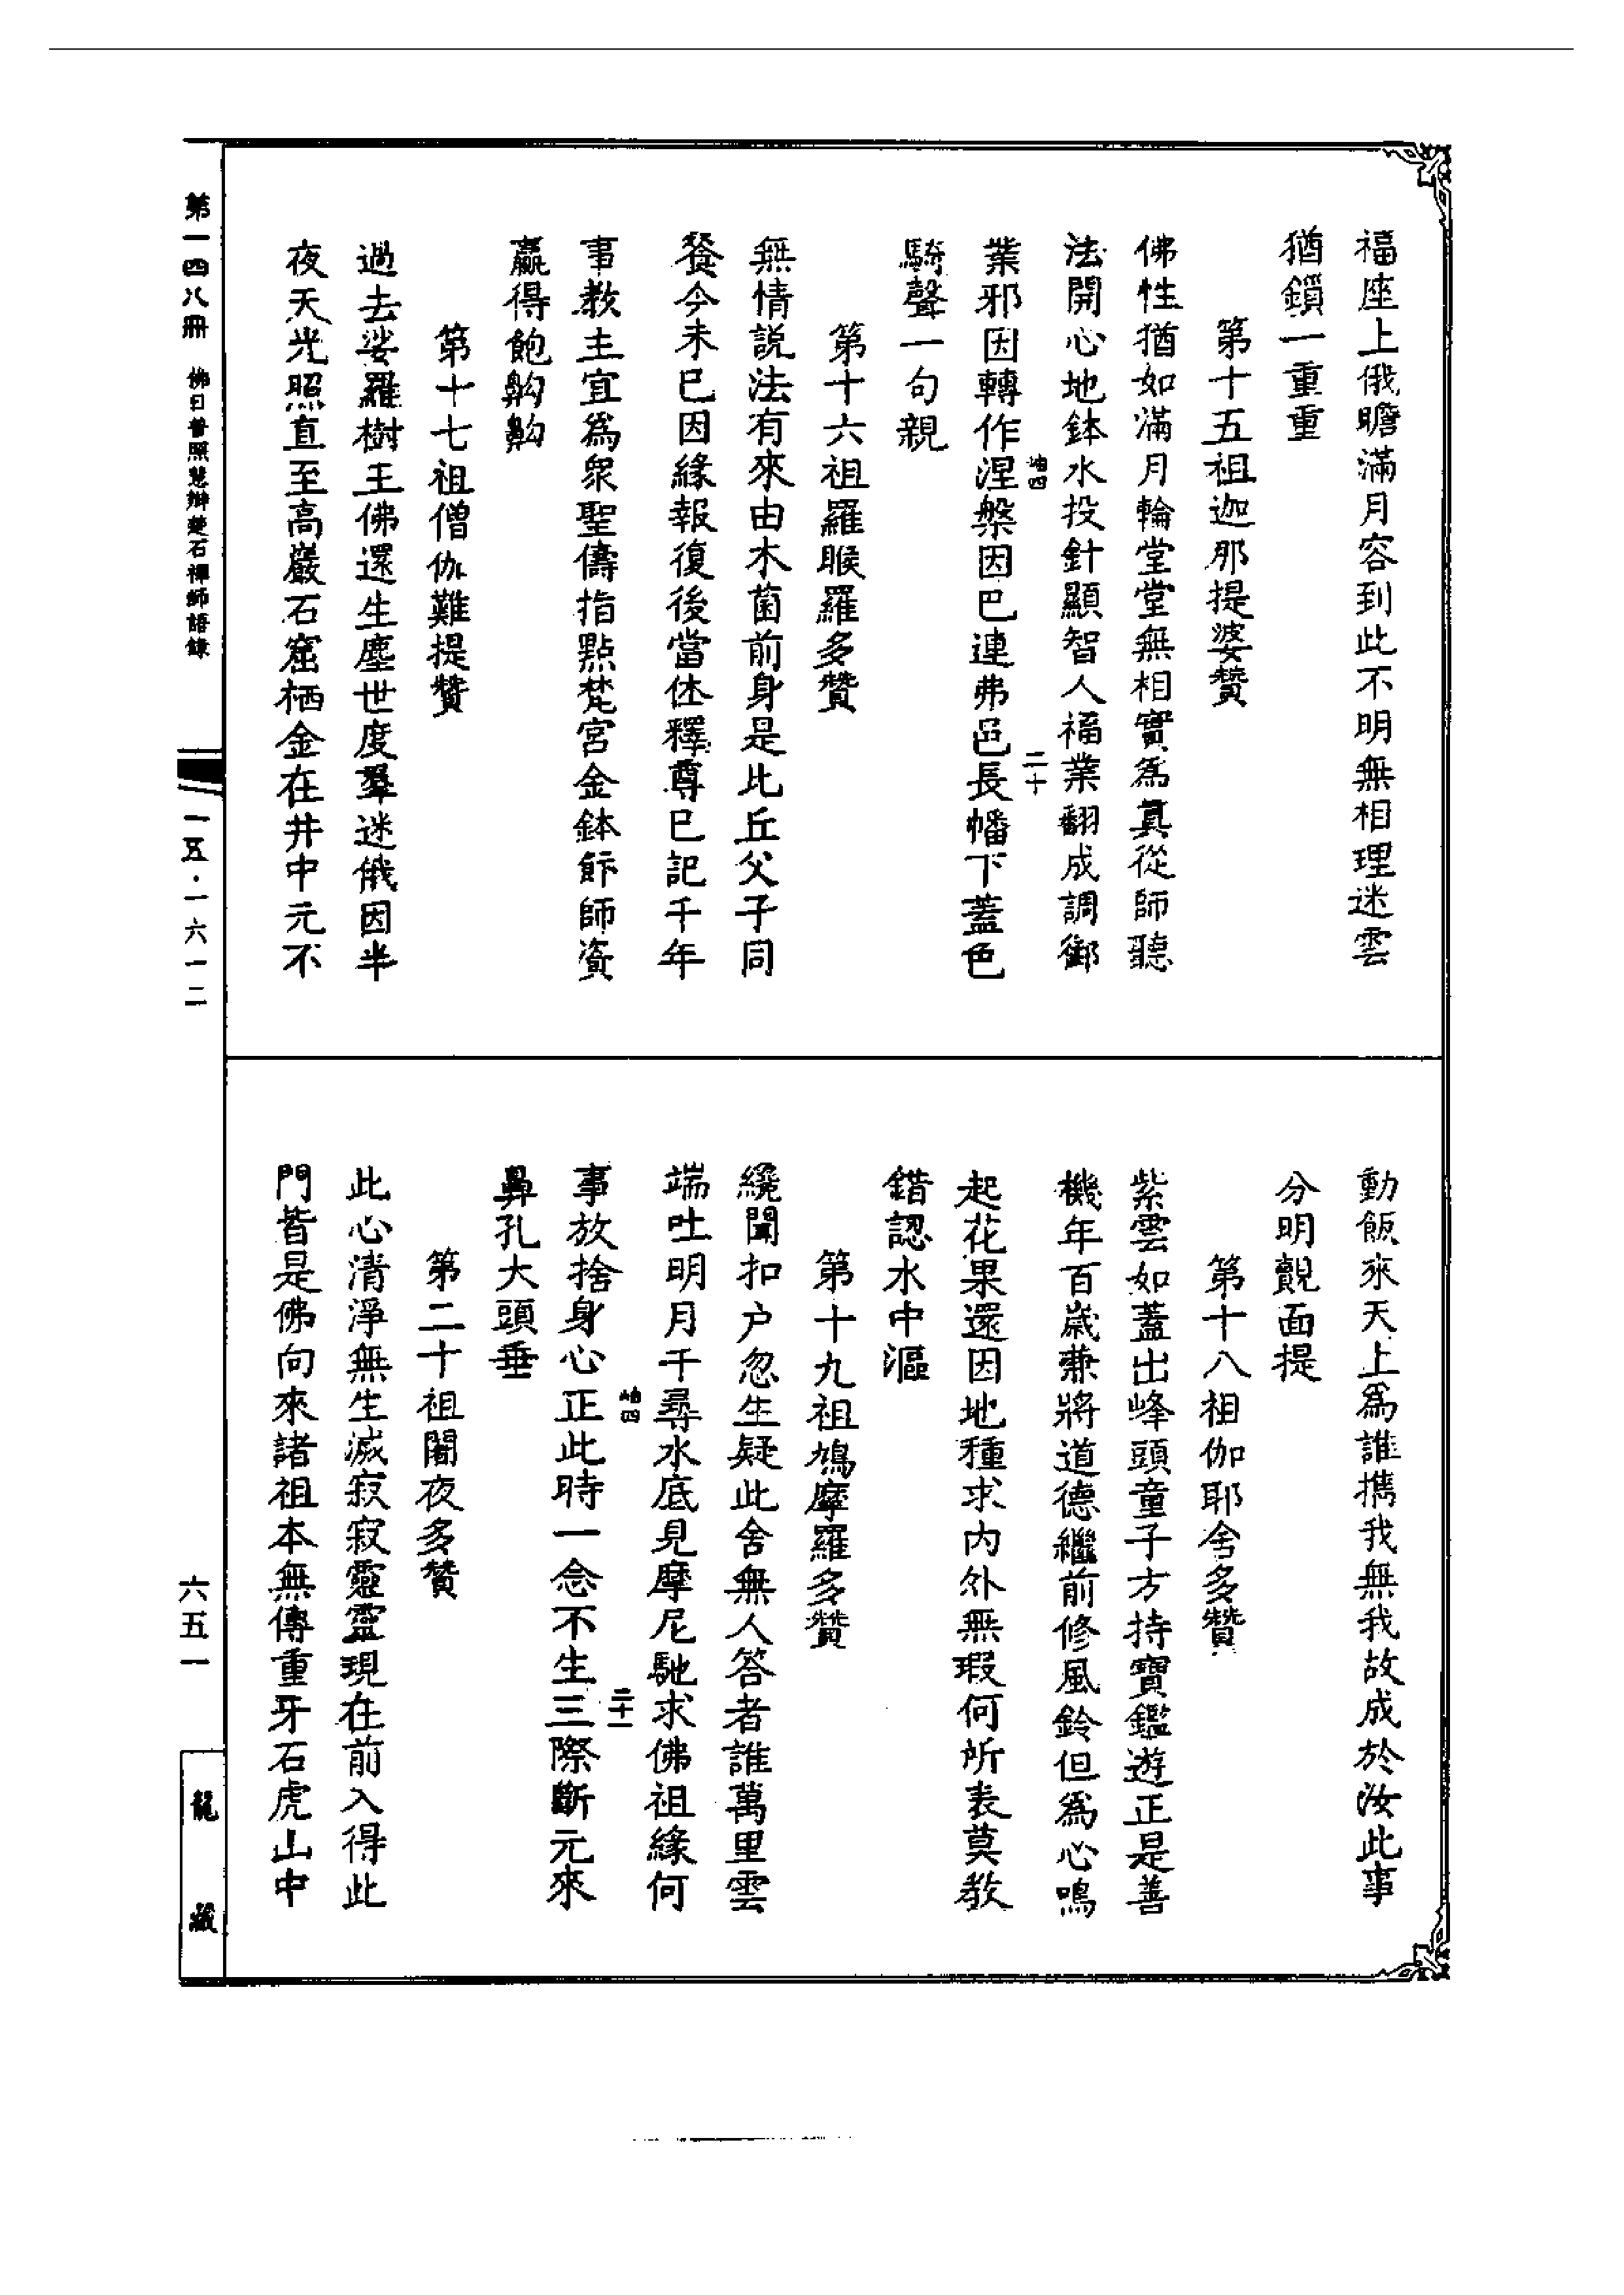 福座上俄瞻滿月容到此不明無相理迷雲
猶鎖一重重
第十五祖迦那提婆贊
佛性猶如滿月輪堂堂無相實爲真從師聽
法開心地鉢水投針顯智人福業翻成調御
業邪因轉作涅槃因巴連弗邑長幡下蓋色
騎聲一句親
第十六祖羅睺羅多贊
無情説法有來由木菌前身是比丘父子同
餐今未已因緣報復後當休釋尊已記千年
事教主宜爲衆聖儔指點梵宮金鉢飰師資
贏得飽齁齁
第十七祖僧伽難提贊
過去娑羅樹王佛還生塵世度羣迷俄因半
夜天光照直至高巖石窟栖金在井中元不
岫四
二十
動飯來天上爲誰攜我無我故成於汝此事
分明覿面提
第十八祖伽耶舍多贊
紫雲如蓋出峰頭童子方持寶鑑遊正是善
機年百歲兼將道德繼前修風鈴但爲心鳴
起花果還因地種求内外無瑕何所表莫教
錯認水中漚
第十九祖鳩摩羅多贊
纔聞扣户忽生疑此舍無人答者誰萬里雲
端吐明月千尋水底見摩尼馳求佛祖緣何
事放捨身心正此時一念不生三際斷元來
鼻孔大頭垂
第二十祖闍夜多贊
此心清淨無生滅寂寂靈靈現在前入得此
門皆是佛向來諸祖本無傳重牙石虎山中
岫四
二十一
第一四八冊
佛日普照慧辯楚石禪師語錄
一五五·一六一二
六五一
龍藏